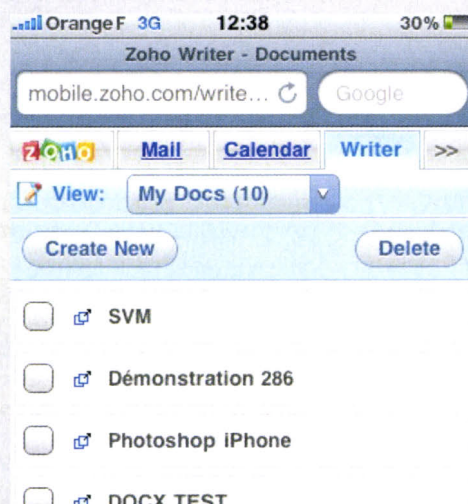 Orange F 3G 12:38 30%
Zoho Writer - Documents
mobile.zoho.com/write... Google
ZOHO Mail Calendar Writer >>
View: My Docs (10)
Create New Delete
SVM
Démonstration 286
Photoshop iPhone
DOCX TEST